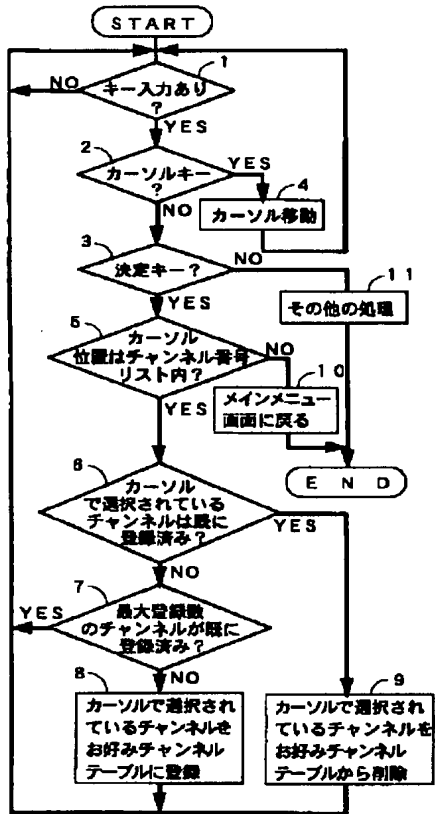 START
1
キー入力あり
?
NO
YES
2
カーソルキー
?
YES
4
カーソル移動
NO
3
決定キー?
NO
11
その他の処理
YES
5
カーソル
位置はチャンネル番号
リスト内?
NO
10
メインメニュー
画面に戻る
YES
END
6
カーソル
で選択されている
チャンネルは既に
登録済み?
YES
NO
7
最大登録数
のチャンネルが既に
登録済み?
YES
NO
8
カーソルで選択され
ているチャンネルを
お好みチャンネル
テーブルに登録
9
カーソルで選択され
ているチャンネルを
お好みチャンネル
テーブルから削除